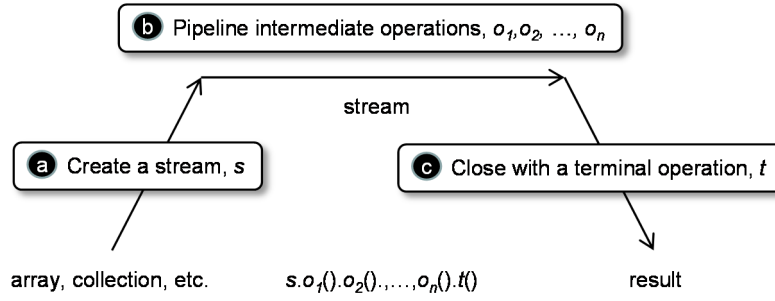 b Pipeline intermediate operations, o₁,o₂, …, oₙ
stream
a Create a stream, s
c Close with a terminal operation, t
array, collection, etc.
s.o₁().o₂().,…,oₙ().t()
result